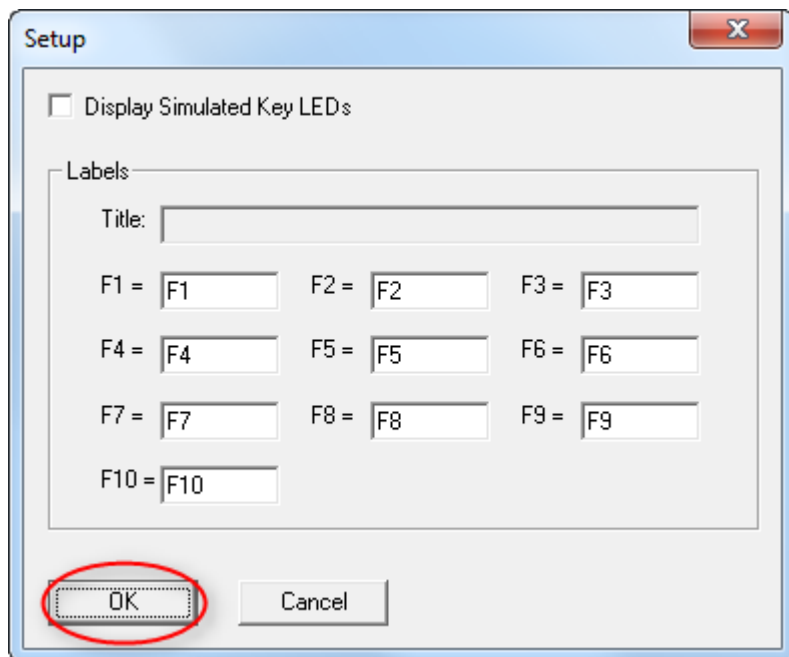 Setup
Display Simulated Key LEDs
Labels
Title:
F1 = F1 F2 = F2 F3 = F3
F4 = F4 F5 = F5 F6 = F6
F7 = F7 F8 = F8 F9 = F9
F10 = F10
OK Cancel